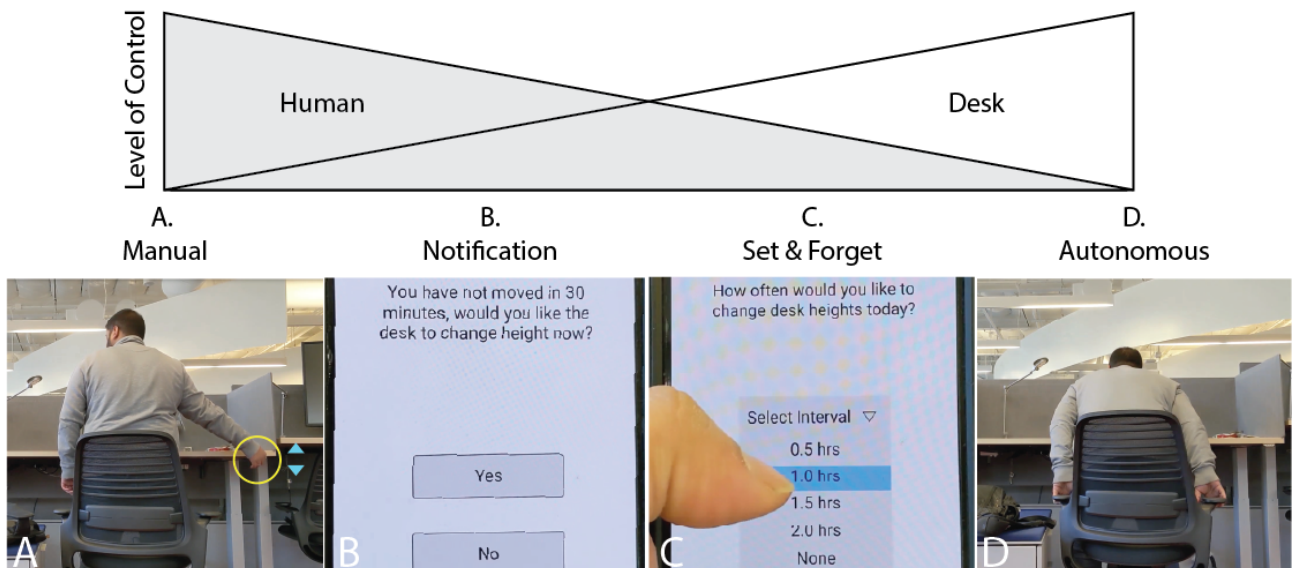 Level of Control
Human
Desk
A.
B.
C.
D.
Manual
Notification
Set & Forget
Autonomous
You have not moved in 30
minutes, would you like the
desk to change height now?
Yes
No
How often would you like to
change desk heights today?
Select Interval ▽
0.5 hrs
1.0 hrs
1.5 hrs
2.0 hrs
None
A
B
C
D